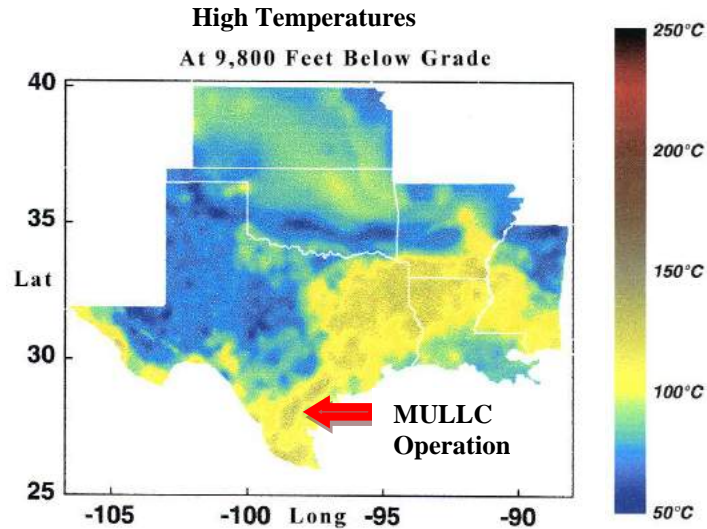 High Temperatures
At 9,800 Feet Below Grade
40
35
Lat
30
25
-105
-100
Long
-95
-90
MULLC
Operation
250°C
200°C
150°C
100°C
50°C